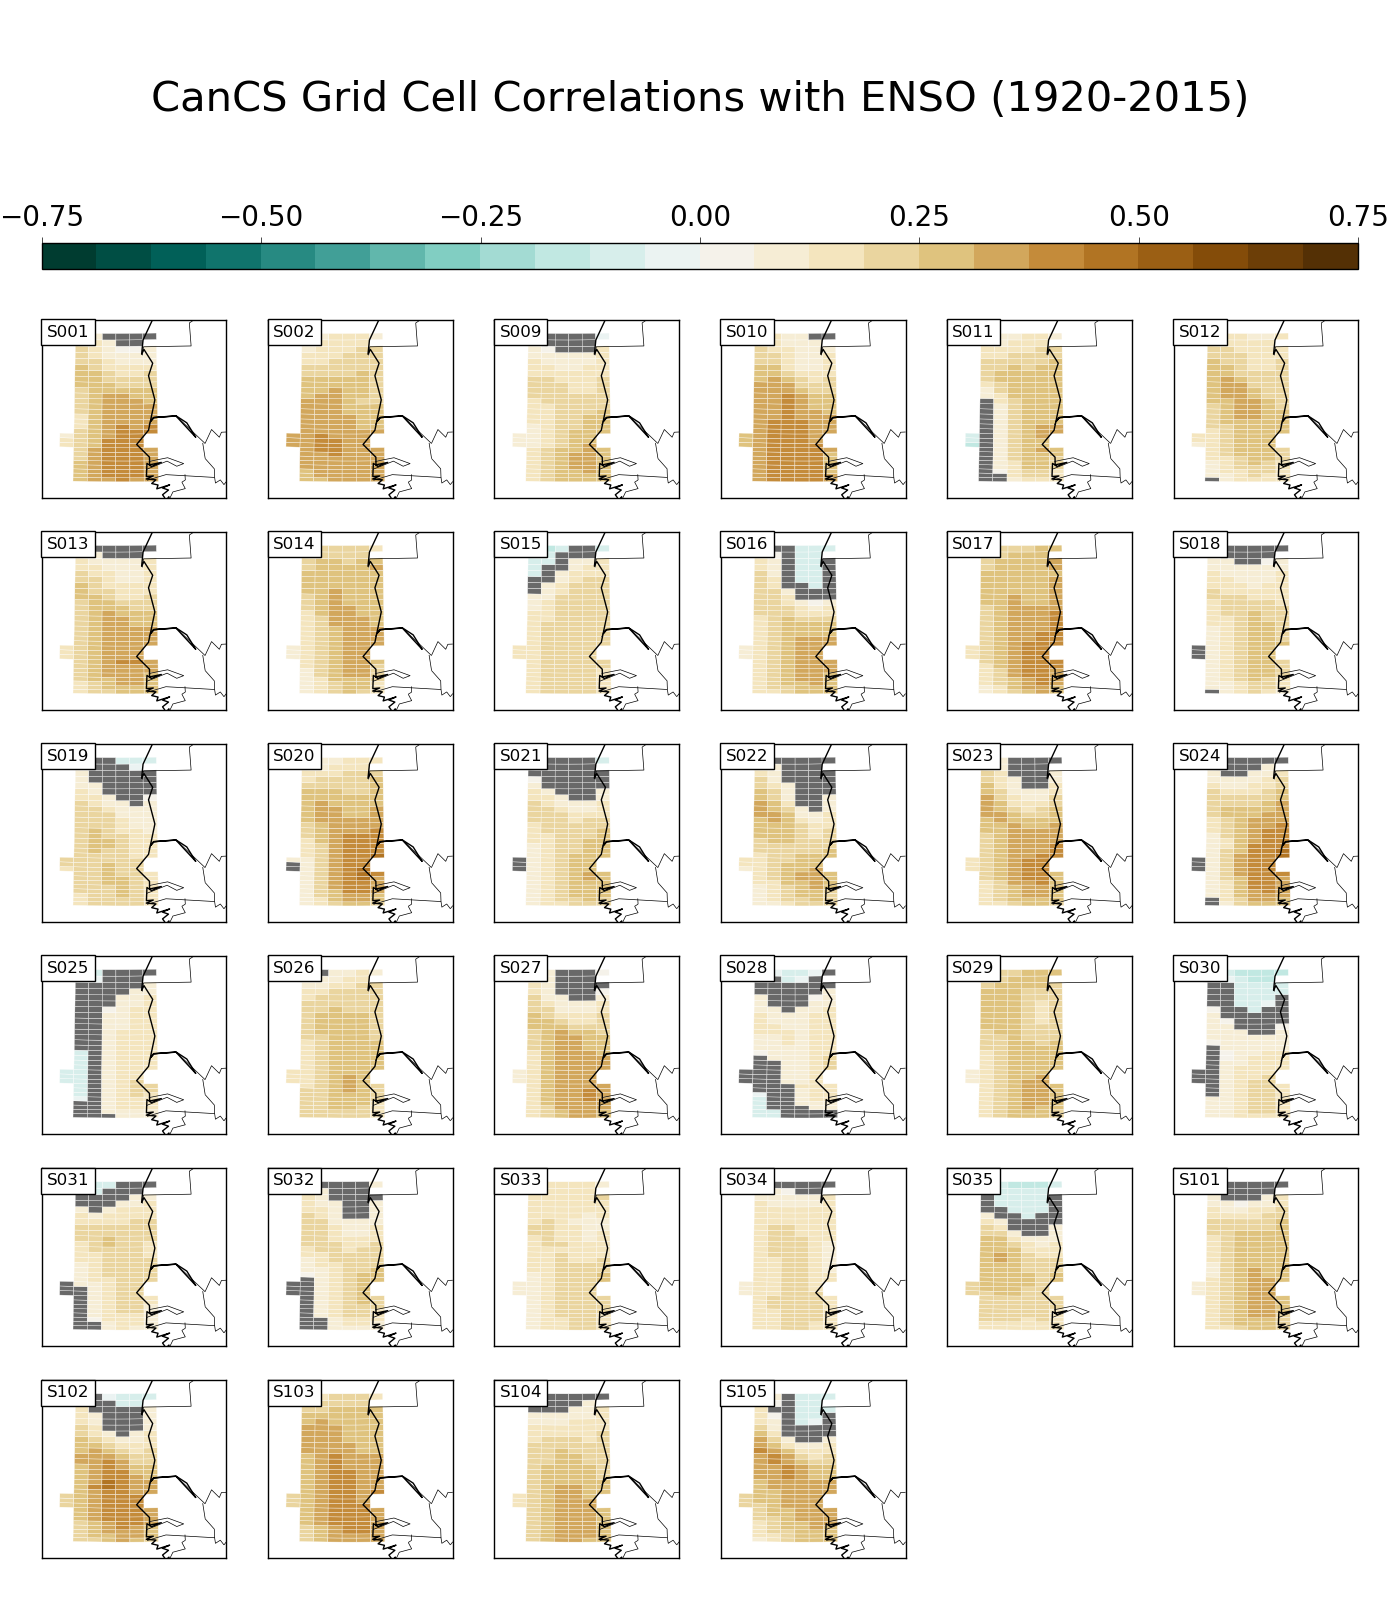 CanCS Grid Cell Correlations with ENSO (1920-2015)
−0.75 −0.50 −0.25 0.00 0.25 0.50 0.75
S001 S002 S009 S010 S011 S012
S013 S014 S015 S016 S017 S018
S019 S020 S021 S022 S023 S024
S025 S026 S027 S028 S029 S030
S031 S032 S033 S034 S035 S101
S102 S103 S104 S105